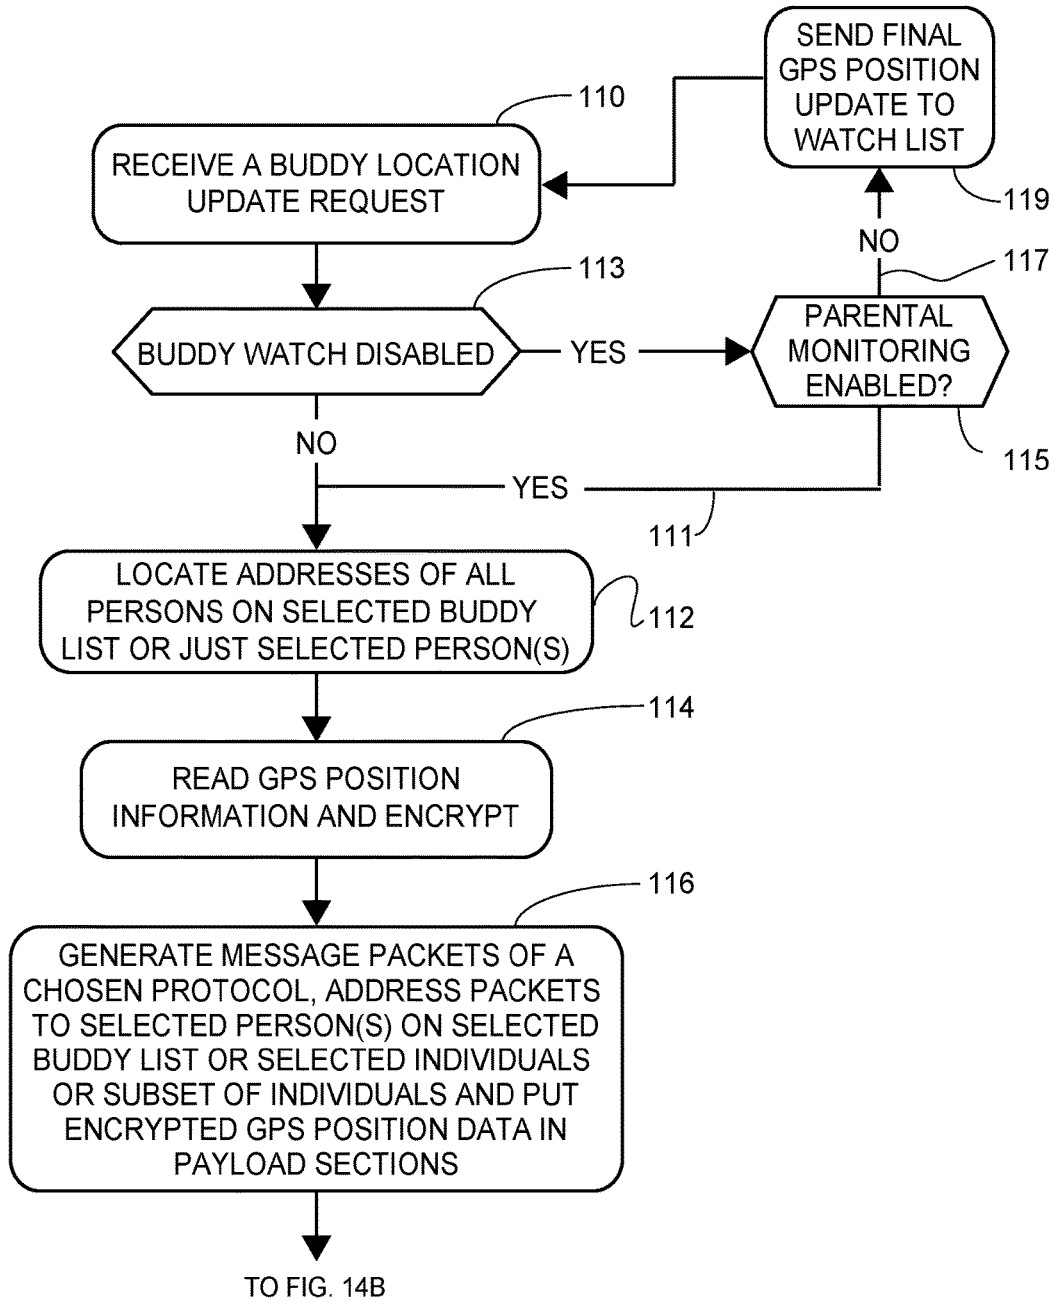 SEND FINAL
GPS POSITION
UPDATE TO
WATCH LIST
110
RECEIVE A BUDDY LOCATION
UPDATE REQUEST
119
NO
117
113
BUDDY WATCH DISABLED
YES
PARENTAL
MONITORING
ENABLED?
115
NO
YES
111
LOCATE ADDRESSES OF ALL
PERSONS ON SELECTED BUDDY
LIST OR JUST SELECTED PERSON(S)
112
114
READ GPS POSITION
INFORMATION AND ENCRYPT
116
GENERATE MESSAGE PACKETS OF A
CHOSEN PROTOCOL, ADDRESS PACKETS
TO SELECTED PERSON(S) ON SELECTED
BUDDY LIST OR SELECTED INDIVIDUALS
OR SUBSET OF INDIVIDUALS AND PUT
ENCRYPTED GPS POSITION DATA IN
PAYLOAD SECTIONS
TO FIG. 14B